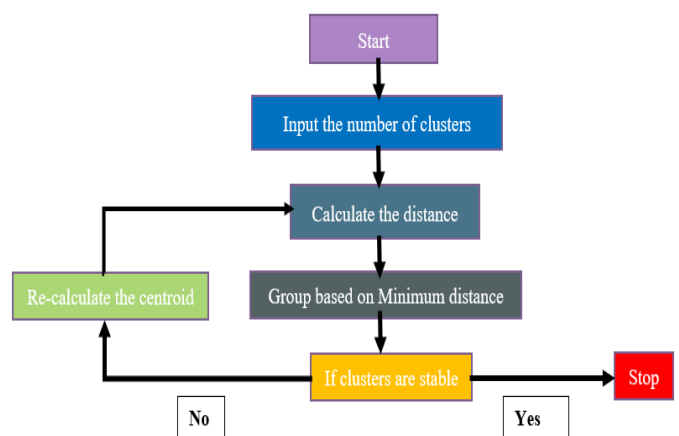 Start
Input the number of clusters
Calculate the distance
Re-calculate the centroid
Group based on Minimum distance
If clusters are stable
Stop
No
Yes